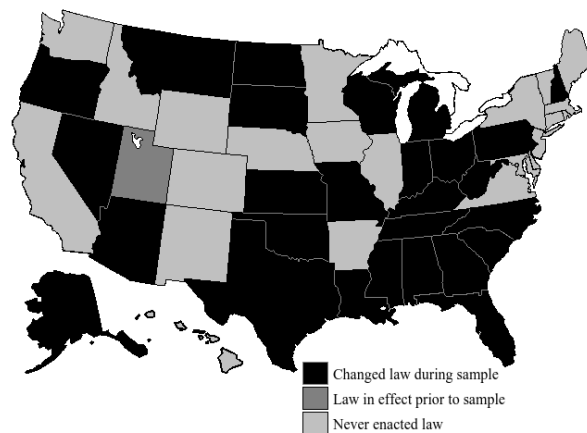 Changed law during sample
Law in effect prior to sample
Never enacted law